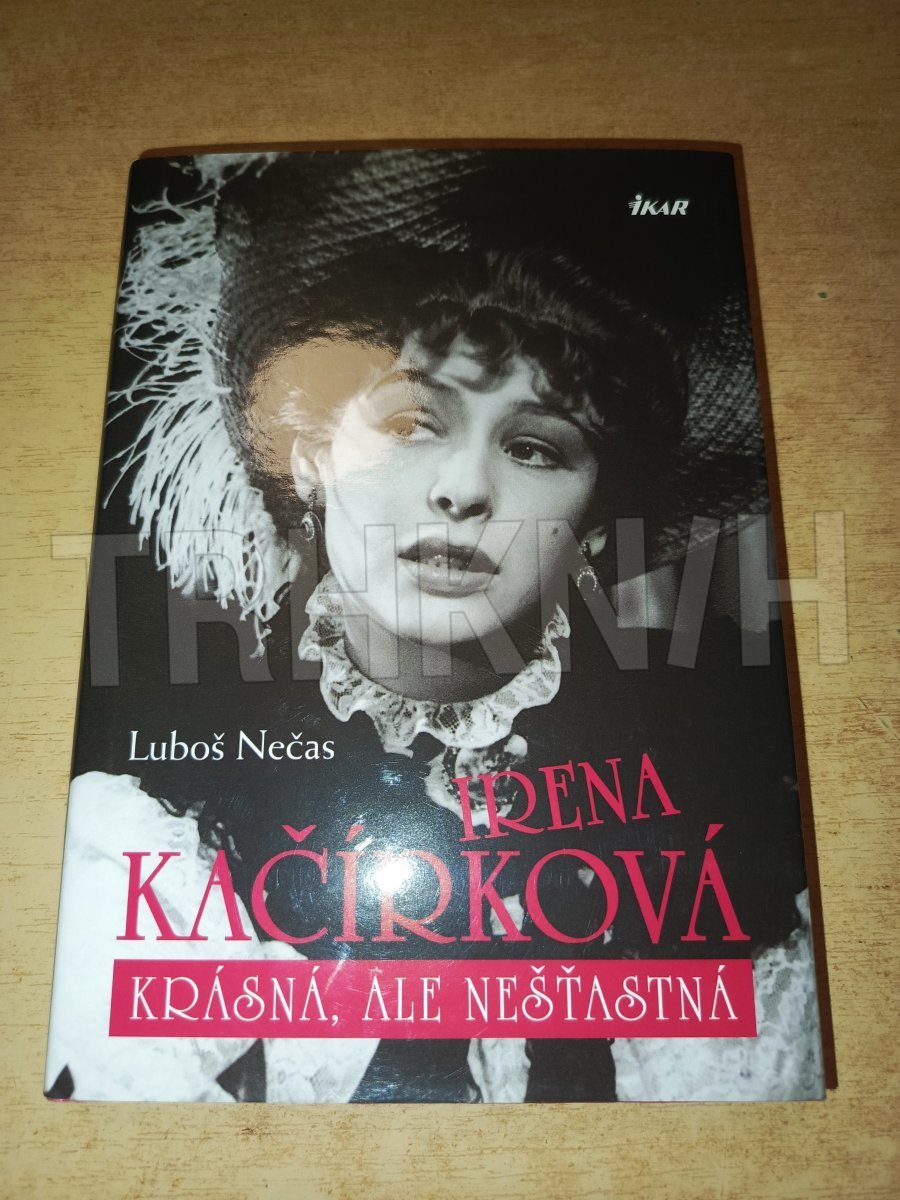 iKAR
TRHKNIH
Luboš Nečas
IRENA
KAČÍRKOVÁ
KRÁSNÁ, ALE NEŠŤASTNÁ